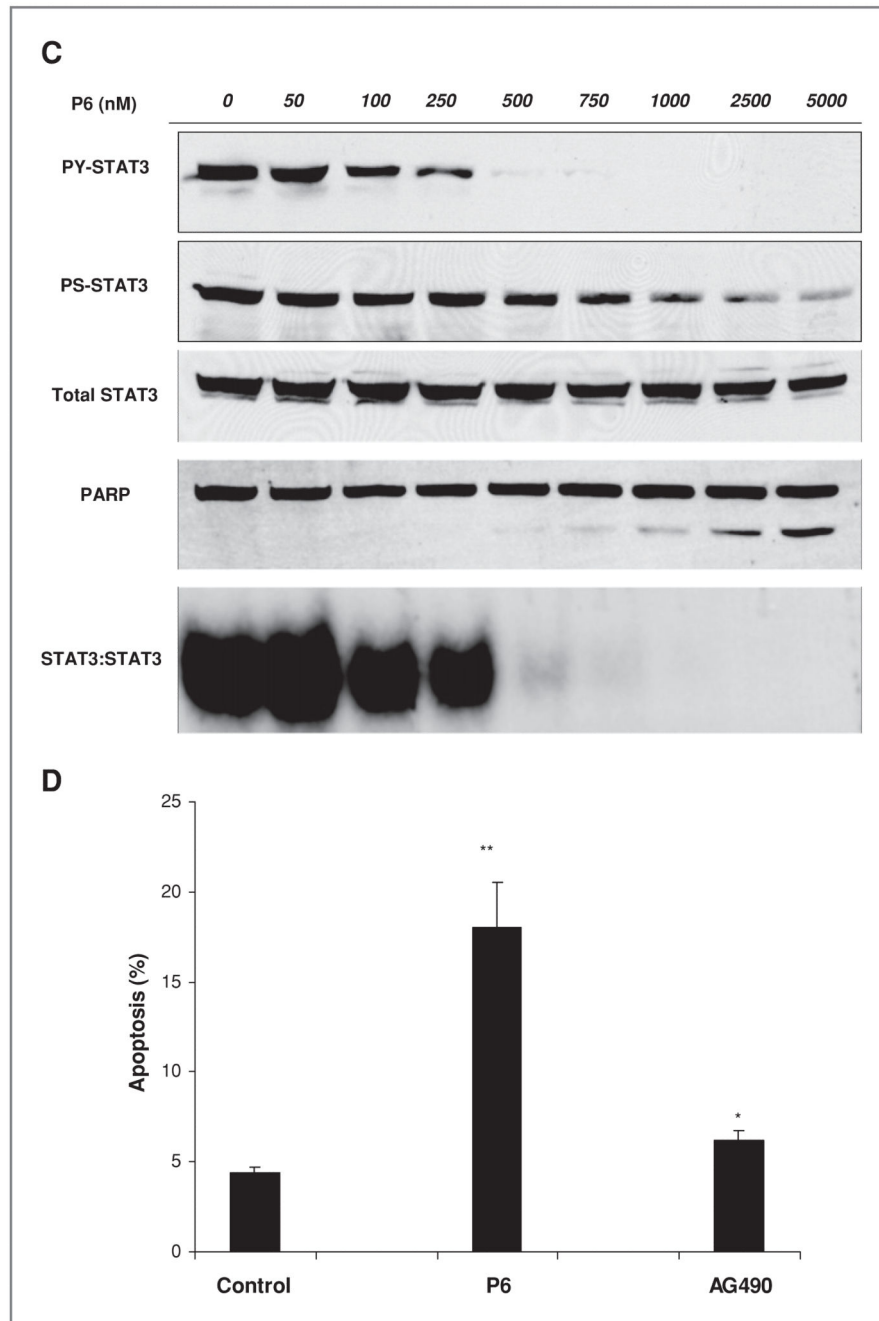 C
P6 (nM) 0 50 100 250 500 750 1000 2500 5000
PY-STAT3
PS-STAT3
Total STAT3
PARP
STAT3:STAT3
D
25
20
15
10
5
0
Apoptosis (%)
**
*
Control P6 AG490